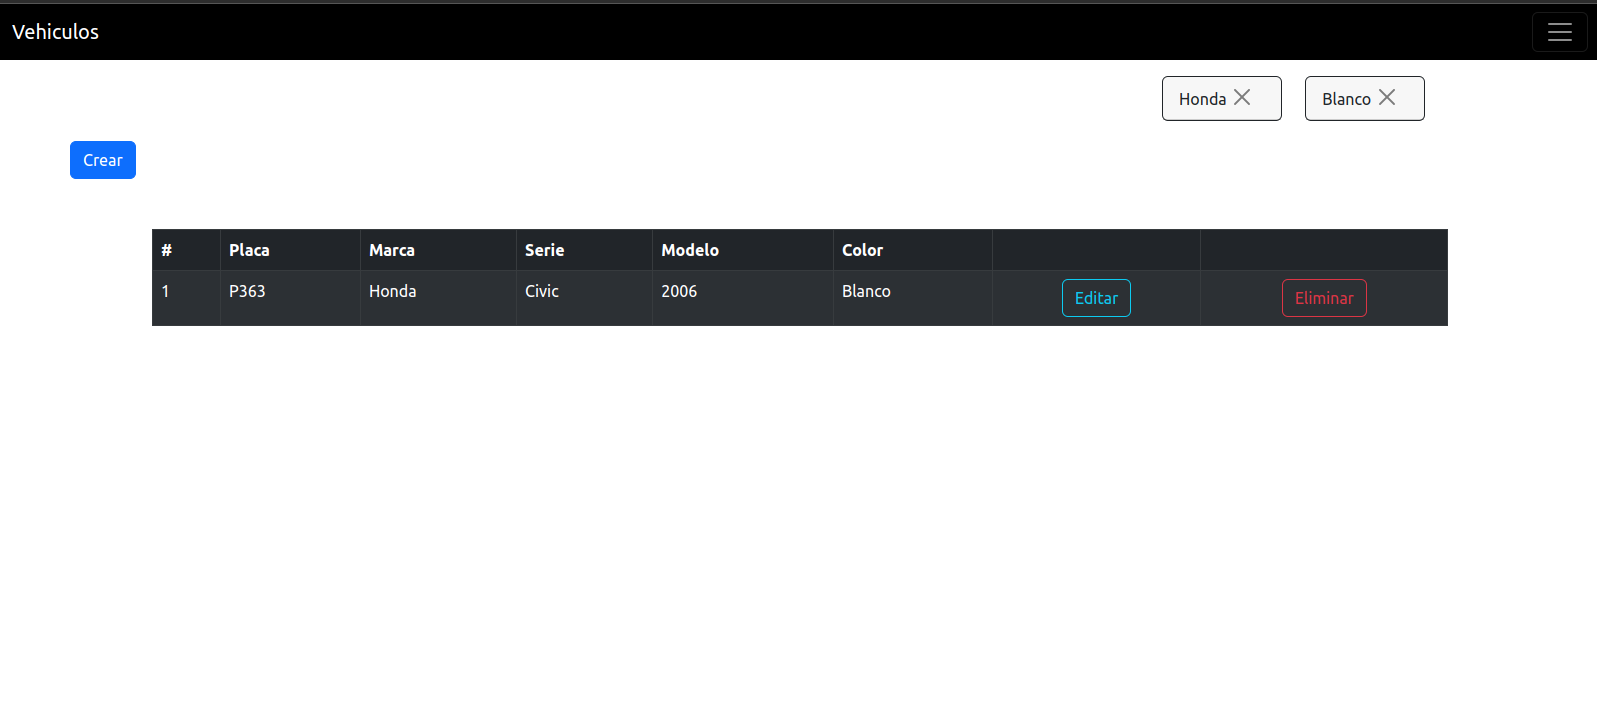 Vehiculos
Honda Blanco
Crear
# Placa Marca Serie Modelo Color
1 P363 Honda Civic 2006 Blanco Editar Eliminar